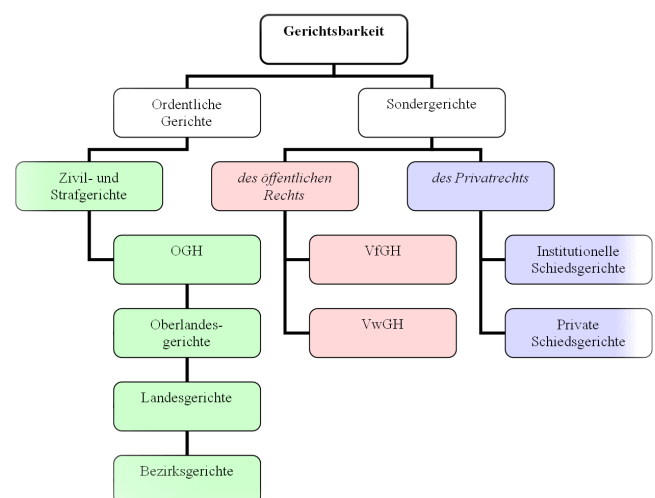 Gerichtsbarkeit
Ordentliche
Gerichte
Sondergerichte
Zivil- und
Strafgerichte
des öffentlichen
Rechts
des Privatrechts
OGH
VfGH
Institutionelle
Schiedsgerichte
Oberlandes-
gerichte
VwGH
Private
Schiedsgerichte
Landesgerichte
Bezirksgerichte